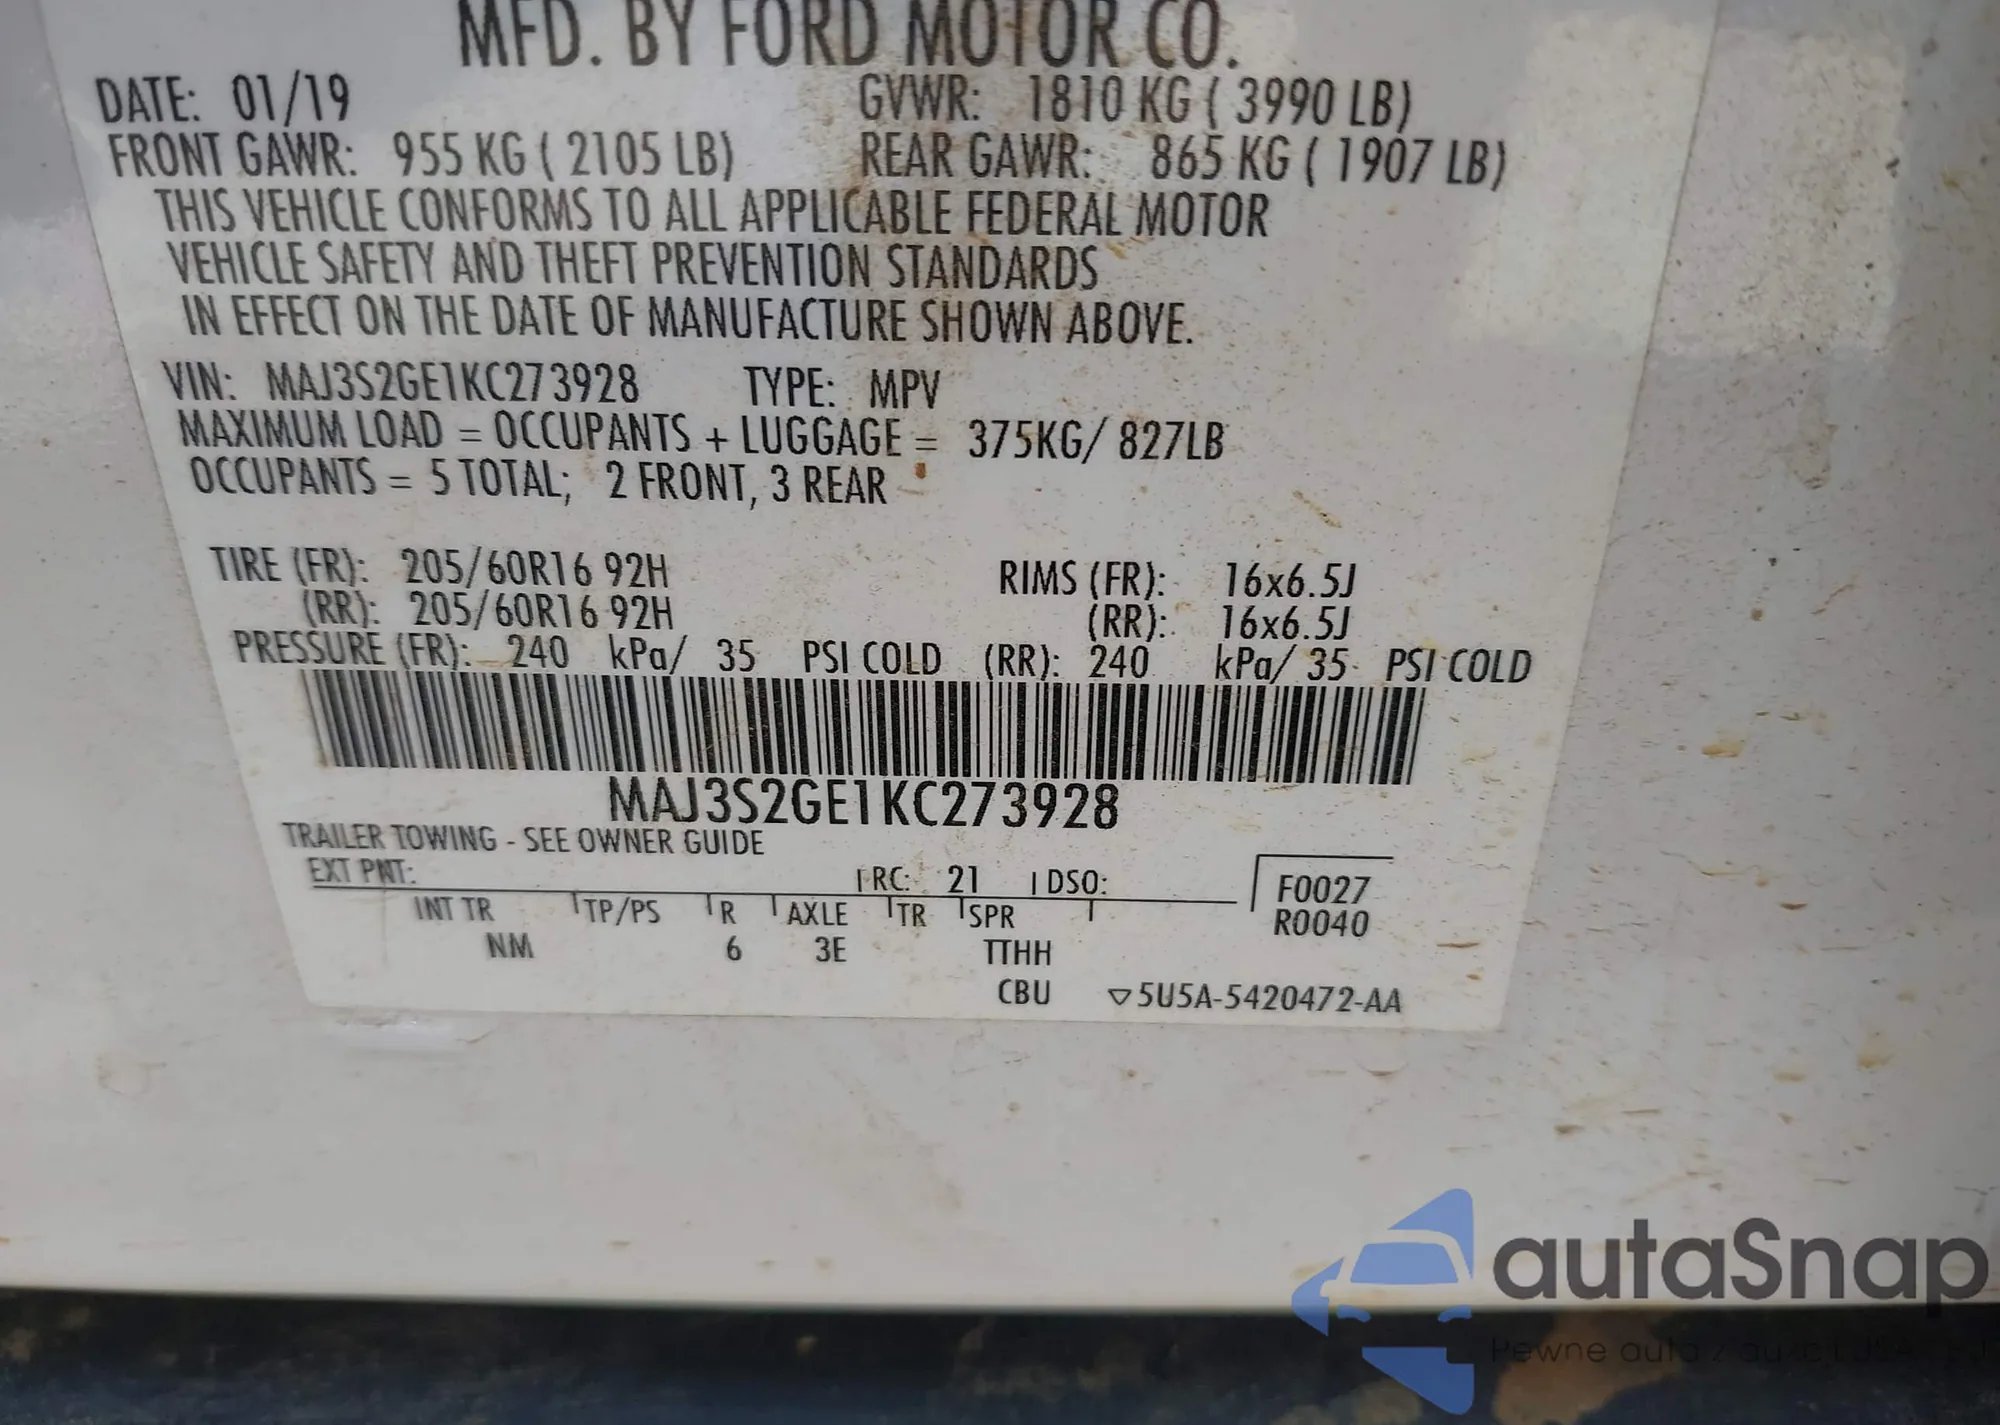 MFD. BY FORD MOTOR CO.
DATE: 01/19 GVWR: 1810 KG ( 3990 LB)
FRONT GAWR: 955 KG ( 2105 LB) REAR GAWR: 865 KG ( 1907 LB)
THIS VEHICLE CONFORMS TO ALL APPLICABLE FEDERAL MOTOR
VEHICLE SAFETY AND THEFT PREVENTION STANDARDS
IN EFFECT ON THE DATE OF MANUFACTURE SHOWN ABOVE.
VIN: MAJ3S2GE1KC273928 TYPE: MPV
MAXIMUM LOAD = OCCUPANTS + LUGGAGE = 375KG/ 827LB
OCCUPANTS = 5 TOTAL; 2 FRONT, 3 REAR
TIRE (FR): 205/60R16 92H RIMS (FR): 16x6.5J
(RR): 205/60R16 92H (RR): 16x6.5J
PRESSURE (FR): 240 kPa/ 35 PSI COLD (RR): 240 kPa/ 35 PSI COLD
MAJ3S2GE1KC273928
TRAILER TOWING - SEE OWNER GUIDE
EXT PNT: RC: 21 DSO: F0027
INT TR TP/PS R AXLE TR SPR R0040
NM 6 3E TTHH
CBU ▽5U5A-5420472-AA
autaSnap
Pewne auta z